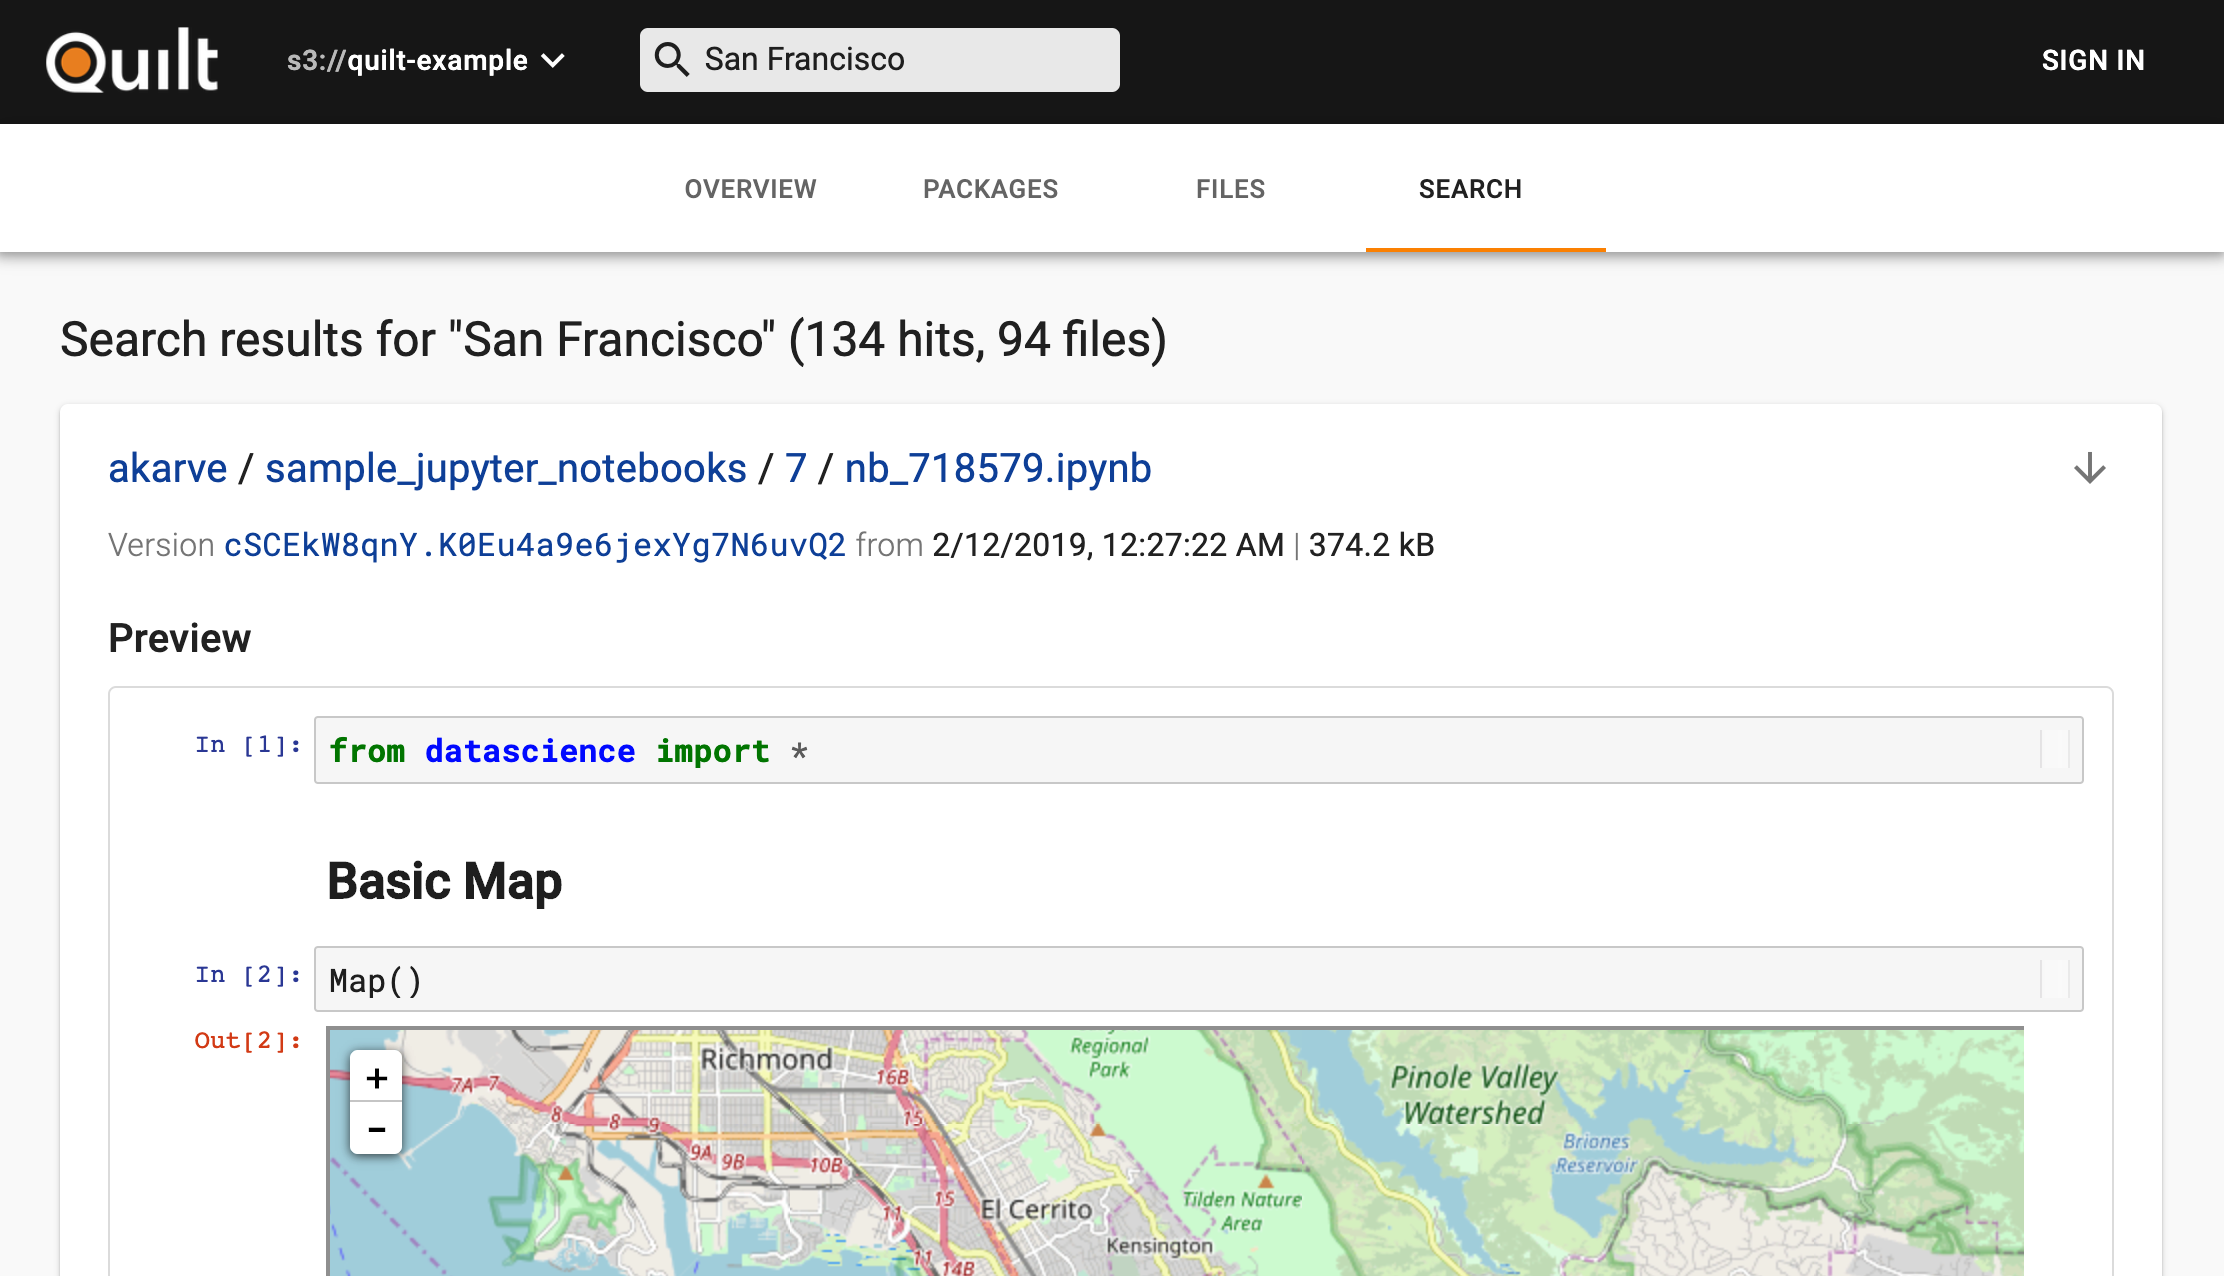 Quilt s3://quilt-example San Francisco SIGN IN
OVERVIEW PACKAGES FILES SEARCH
Search results for "San Francisco" (134 hits, 94 files)
akarve / sample_jupyter_notebooks / 7 / nb_718579.ipynb
Version cSCEkW8qnY.K0Eu4a9e6jexYg7N6uvQ2 from 2/12/2019, 12:27:22 AM | 374.2 kB
Preview
In [1]: from datascience import *
Basic Map
In [2]: Map()
Out[2]:
+
−
Richmond
Regional
Park
Pinole Valley
Watershed
7A-7
16B
8
8
9
15
Briones
Reservoir
9A
9B
10B
15
El Cerrito
Tilden Nature
Area
11
Kensington
11
14B